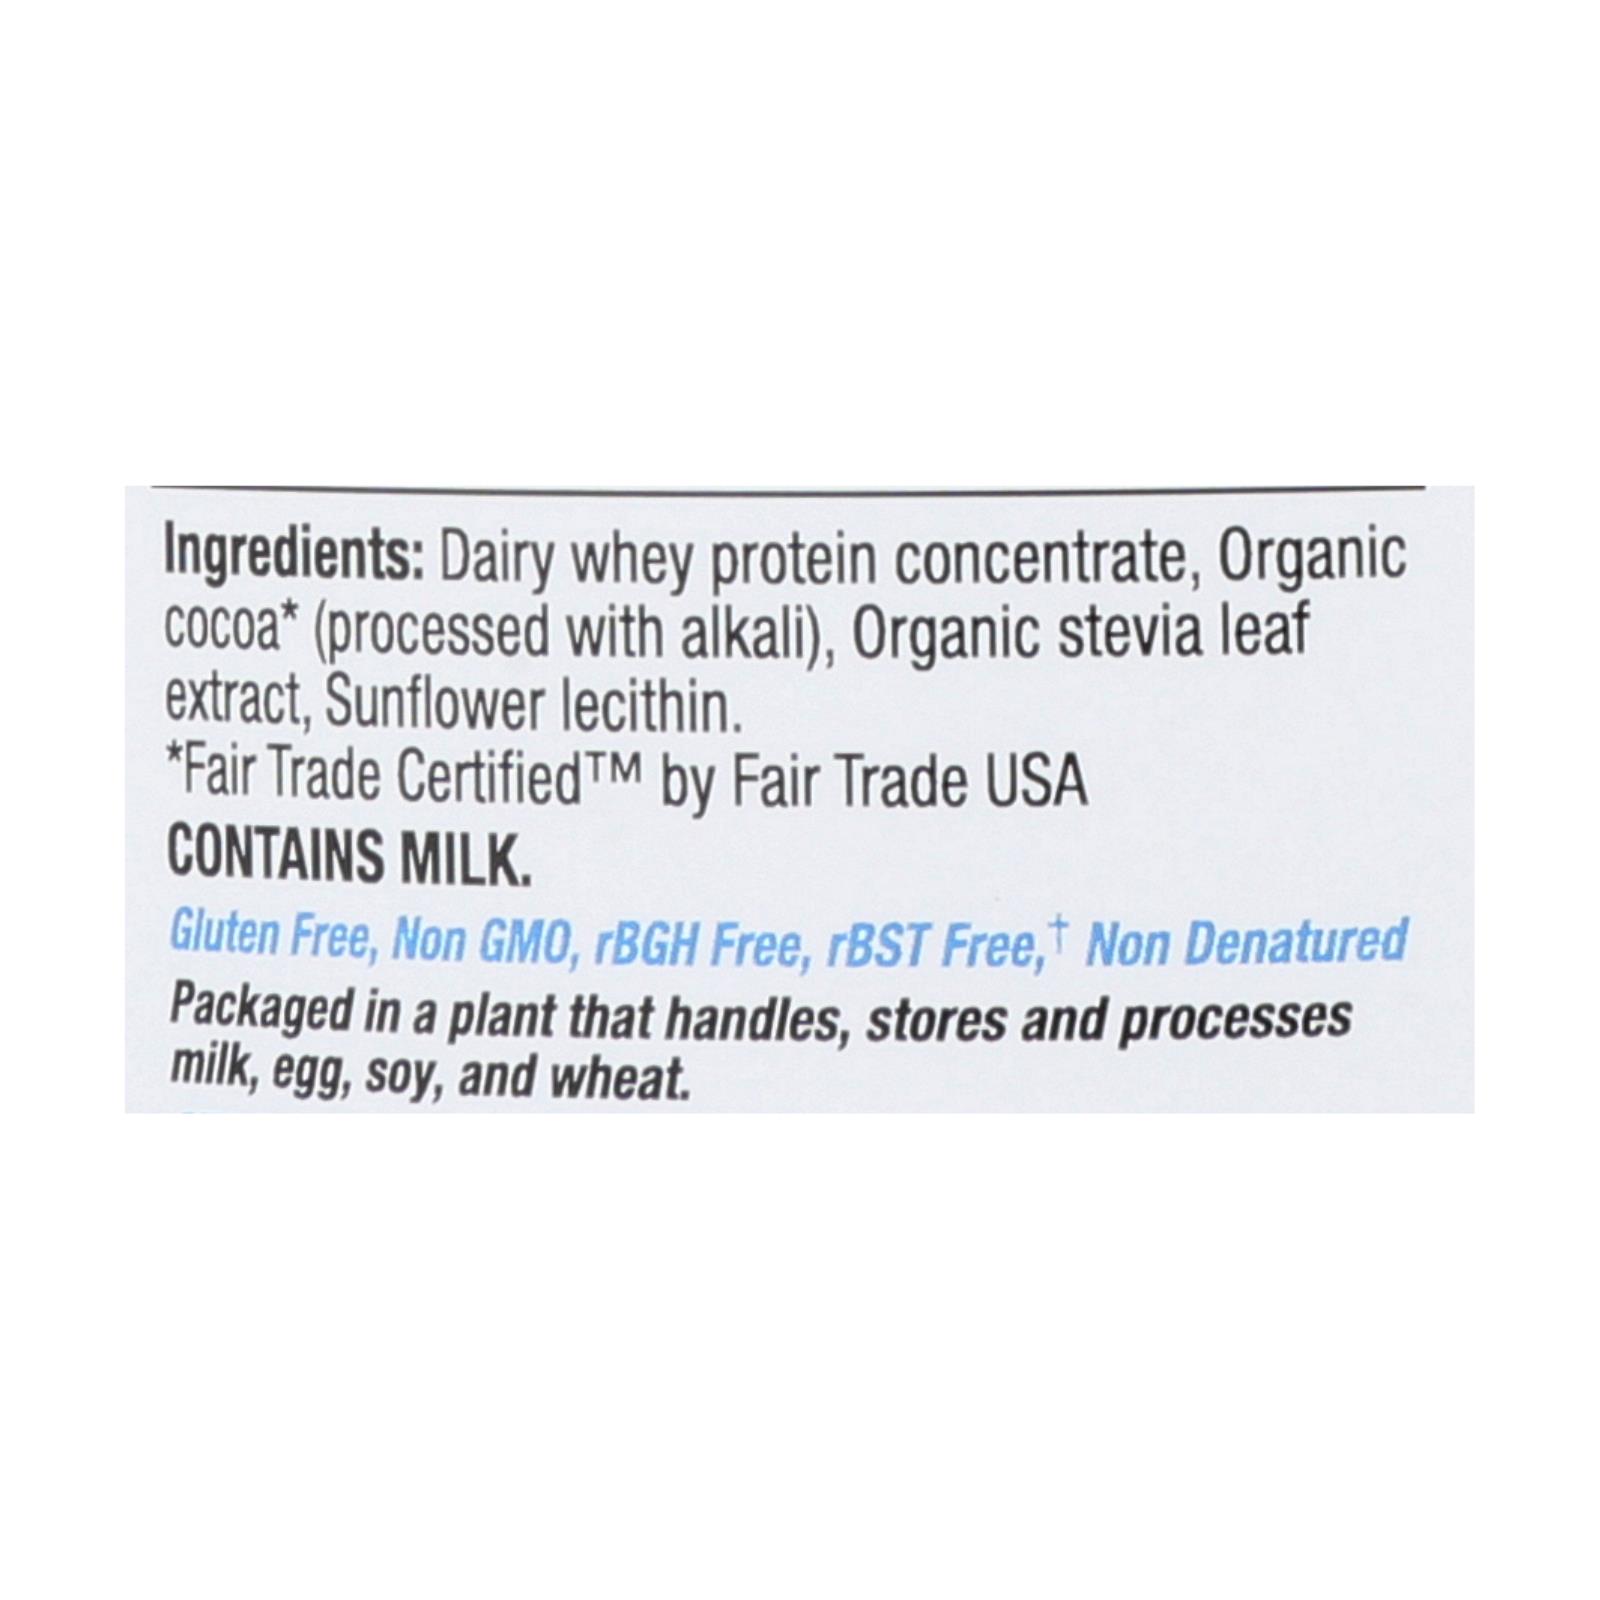 Ingredients: Dairy whey protein concentrate, Organic
cocoa* (processed with alkali), Organic stevia leaf
extract, Sunflower lecithin.
*Fair Trade Certified™ by Fair Trade USA
CONTAINS MILK.
Gluten Free, Non GMO, rBGH Free, rBST Free,† Non Denatured
Packaged in a plant that handles, stores and processes
milk, egg, soy, and wheat.